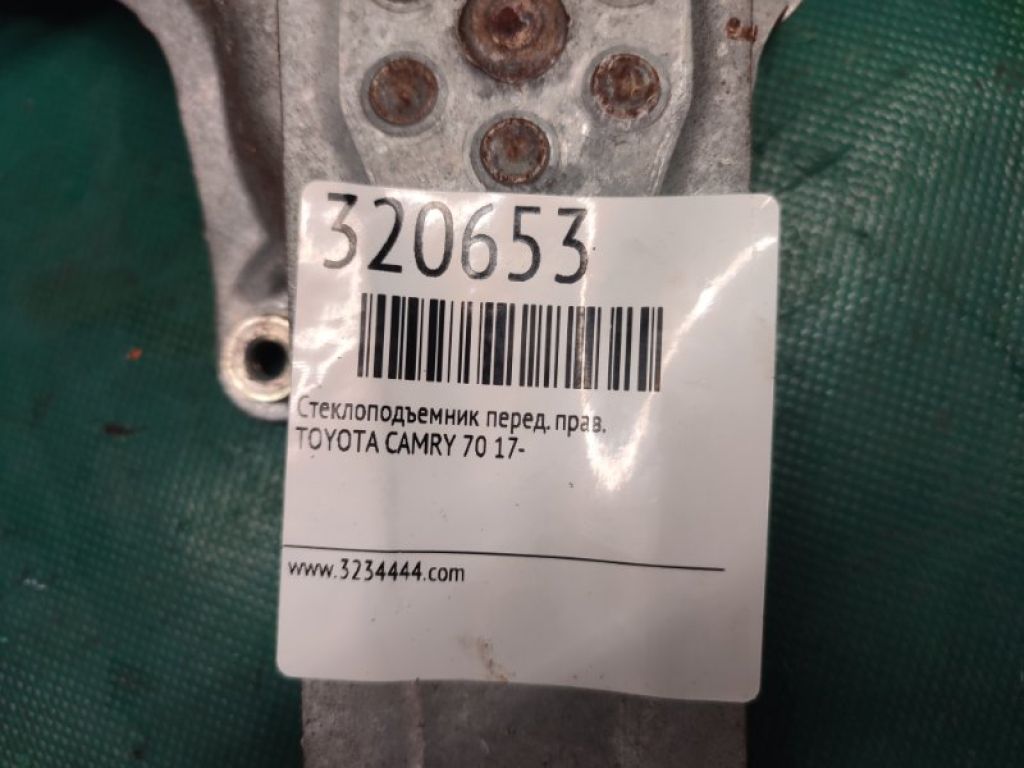 320653
Стеклоподъемник перед. прав.
TOYOTA CAMRY 70 17-
www.3234444.com